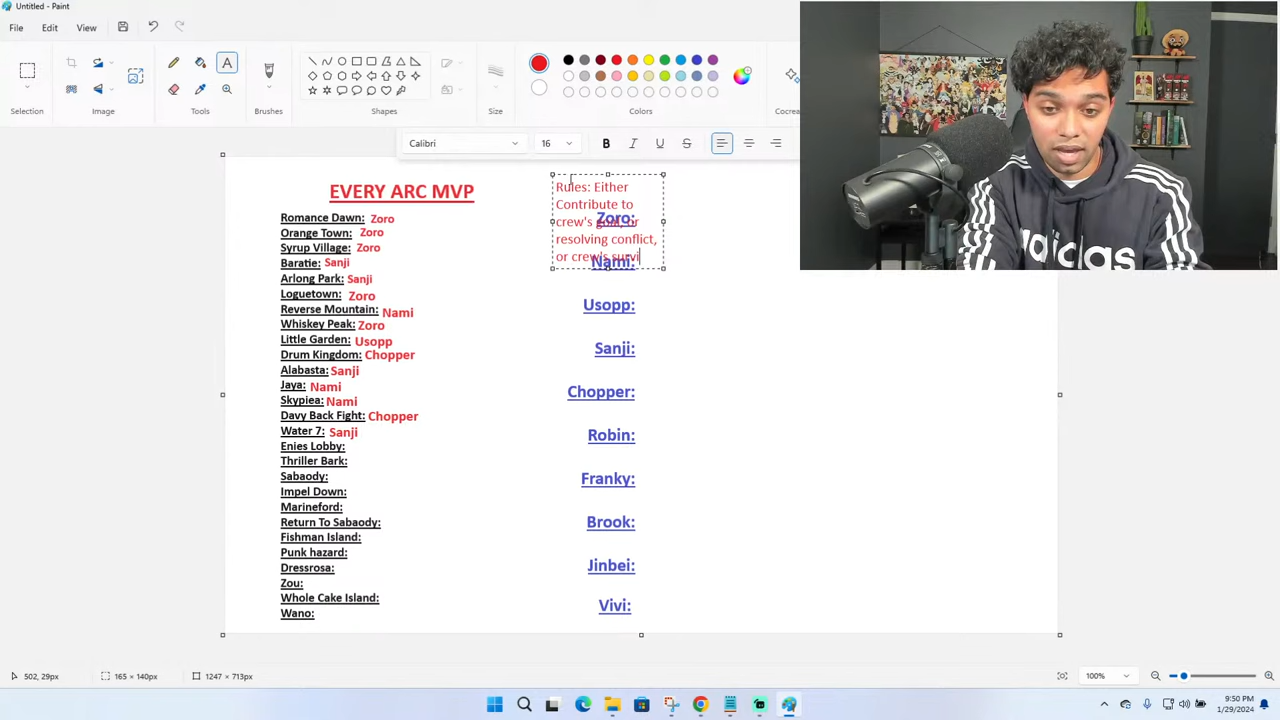 Untitled - Paint
File Edit View
Selection
Image
Tools
Brushes
Shapes
Size
Colors
Calibri
16
B I U S
EVERY ARC MVP
Romance Dawn: Zoro
Orange Town: Zoro
Syrup Village: Zoro
Baratie: Sanji
Arlong Park: Sanji
Loguetown: Zoro
Reverse Mountain: Nami
Whiskey Peak: Zoro
Little Garden: Usopp
Drum Kingdom: Chopper
Alabasta: Sanji
Jaya: Nami
Skypiea: Nami
Davy Back Fight: Chopper
Water 7: Sanji
Enies Lobby:
Thriller Bark:
Sabaody:
Impel Down:
Marineford:
Return To Sabaody:
Fishman Island:
Punk hazard:
Dressrosa:
Zou:
Whole Cake Island:
Wano:
Rules: Either
Contribute to
crew's goal, or
resolving conflict,
or crew's survi
Zoro:
Nami:
Usopp:
Sanji:
Chopper:
Robin:
Franky:
Brook:
Jinbei:
Vivi:
adidas
502, 29px
165 × 140px
1247 × 713px
100%
9:50 PM
1/29/2024